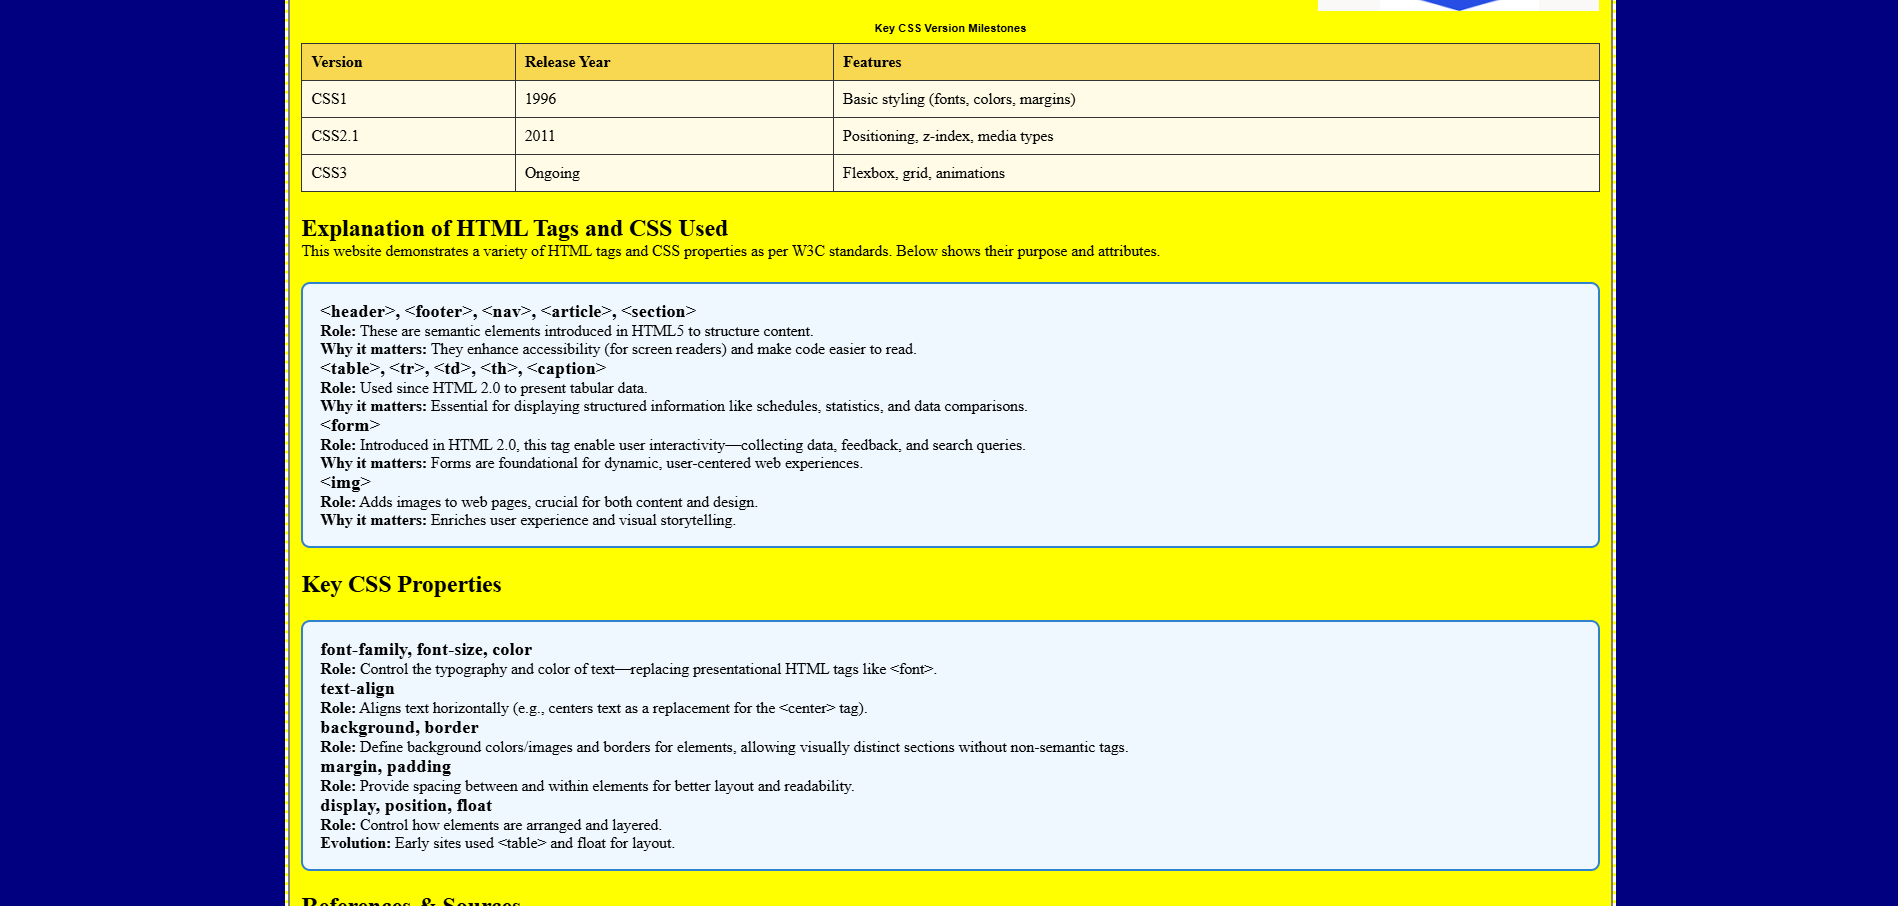 Key CSS Version Milestones
Version Release Year Features
CSS1 1996 Basic styling (fonts, colors, margins)
CSS2.1 2011 Positioning, z-index, media types
CSS3 Ongoing Flexbox, grid, animations
Explanation of HTML Tags and CSS Used
This website demonstrates a variety of HTML tags and CSS properties as per W3C standards. Below shows their purpose and attributes.
<header>, <footer>, <nav>, <article>, <section>
Role: These are semantic elements introduced in HTML5 to structure content.
Why it matters: They enhance accessibility (for screen readers) and make code easier to read.
<table>, <tr>, <td>, <th>, <caption>
Role: Used since HTML 2.0 to present tabular data.
Why it matters: Essential for displaying structured information like schedules, statistics, and data comparisons.
<form>
Role: Introduced in HTML 2.0, this tag enable user interactivity—collecting data, feedback, and search queries.
Why it matters: Forms are foundational for dynamic, user-centered web experiences.
<img>
Role: Adds images to web pages, crucial for both content and design.
Why it matters: Enriches user experience and visual storytelling.
Key CSS Properties
font-family, font-size, color
Role: Control the typography and color of text—replacing presentational HTML tags like <font>.
text-align
Role: Aligns text horizontally (e.g., centers text as a replacement for the <center> tag).
background, border
Role: Define background colors/images and borders for elements, allowing visually distinct sections without non-semantic tags.
margin, padding
Role: Provide spacing between and within elements for better layout and readability.
display, position, float
Role: Control how elements are arranged and layered.
Evolution: Early sites used <table> and float for layout.
References & Sources